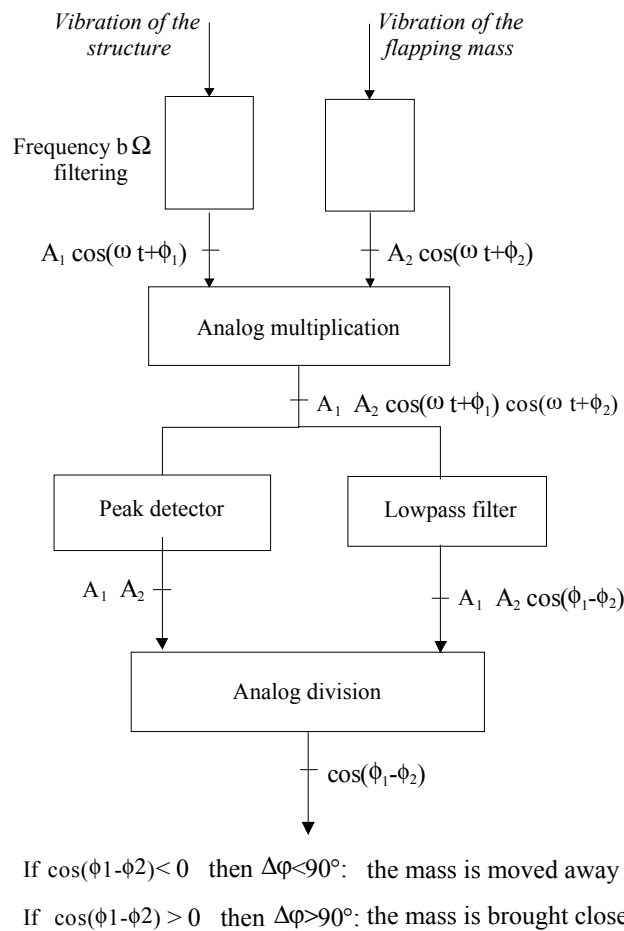 Vibration of the
structure
Vibration of the
flapping mass
Frequency b Ω
filtering
A₁ cos(ω t+ϕ₁)
A₂ cos(ω t+ϕ₂)
Analog multiplication
A₁ A₂ cos(ω t+ϕ₁) cos(ω t+ϕ₂)
Peak detector
Lowpass filter
A₁ A₂
A₁ A₂ cos(ϕ₁-ϕ₂)
Analog division
cos(ϕ₁-ϕ₂)
If cos(ϕ1-ϕ2)< 0 then Δφ<90°: the mass is moved away
If cos(ϕ1-ϕ2) > 0 then Δφ>90°: the mass is brought close